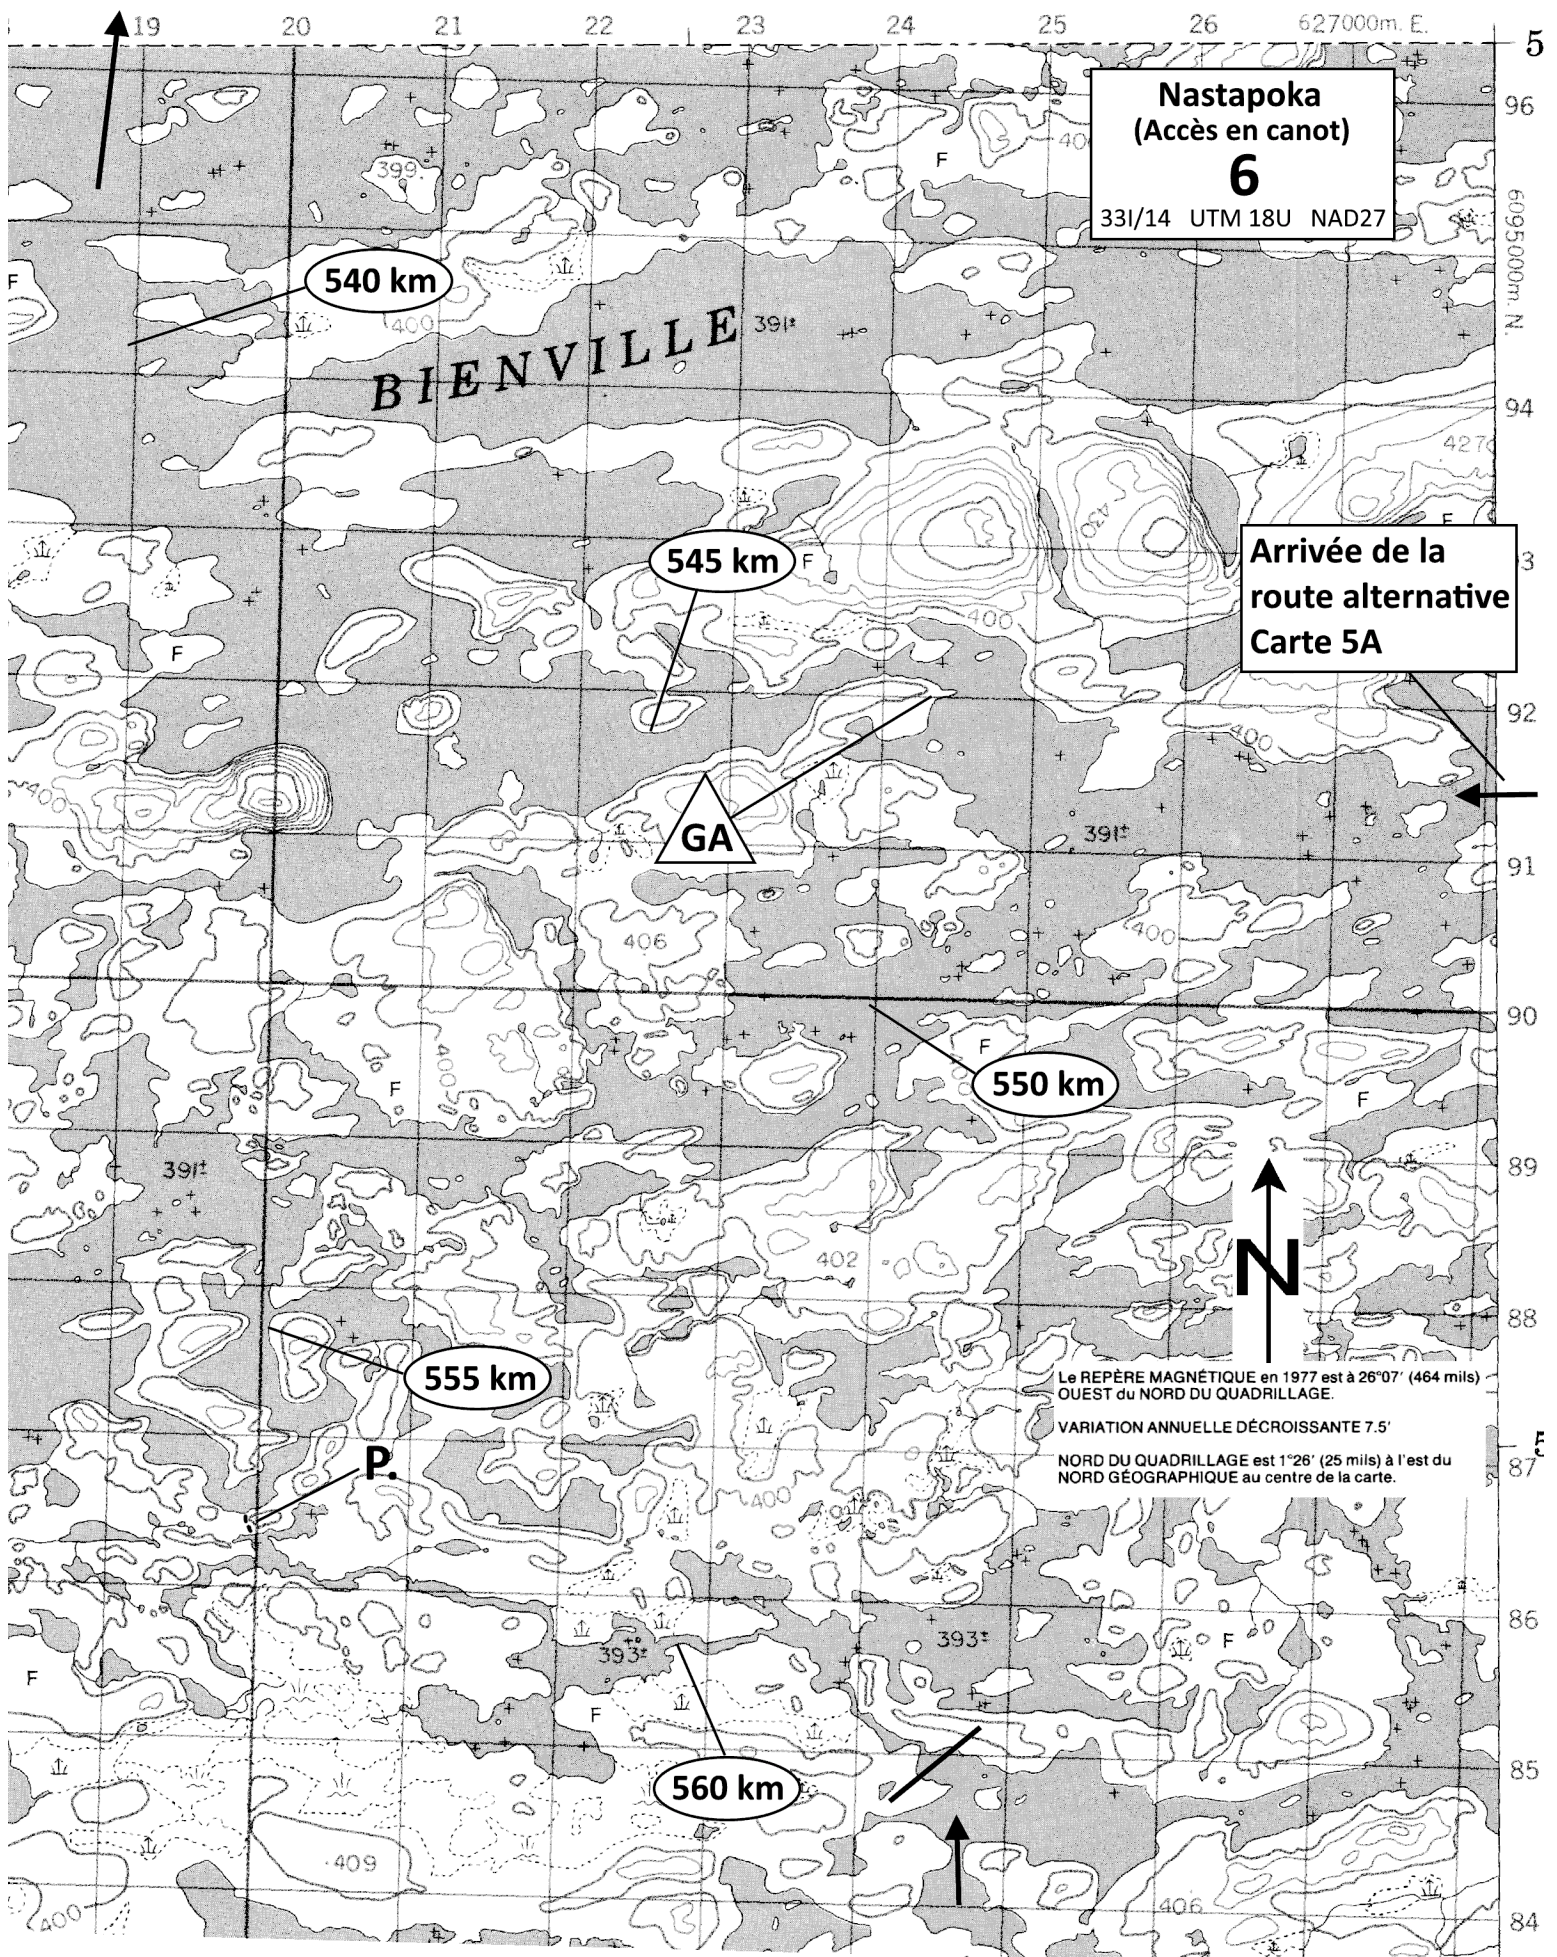 19 20 21 22 23 24 25 26 627000m. E.
5
Nastapoka
(Accès en canot)
6
33I/14 UTM 18U NAD27
96
399
F
6095000m. N.
F
540 km
400
BIENVILLE
391±
94
427
430
F
545 km
F
400
Arrivée de la
route alternative
Carte 5A
F
92
400
400
GA
391±
91
406
400
90
F
550 km
400
F
F
391±
89
402
N
88
555 km
Le REPÈRE MAGNÉTIQUE en 1977 est à 26°07' (464 mils)
OUEST du NORD DU QUADRILLAGE.
VARIATION ANNUELLE DÉCROISSANTE 7.5'
NORD DU QUADRILLAGE est 1°26' (25 mils) à l'est du
NORD GÉOGRAPHIQUE au centre de la carte.
87
P.
400
86
393±
393±
F
F
F
560 km
85
409
406
400
84